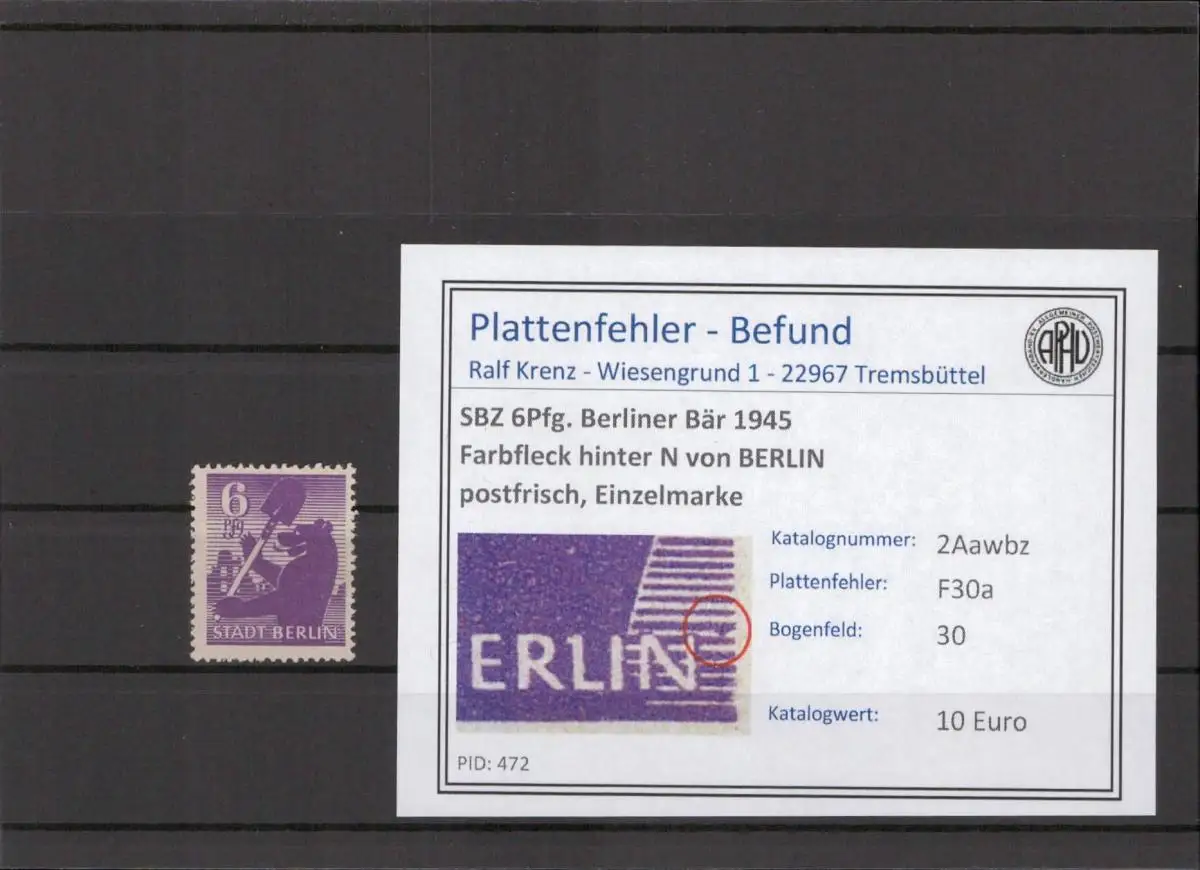 6
Pfg
STADT BERLIN
Plattenfehler - Befund
Ralf Krenz - Wiesengrund 1 - 22967 Tremsbüttel
APHV
SBZ 6Pfg. Berliner Bär 1945
Farbfleck hinter N von BERLIN
postfrisch, Einzelmarke
ERLIN
Katalognummer: 2Aawbz
Plattenfehler: F30a
Bogenfeld: 30
Katalogwert: 10 Euro
PID: 472